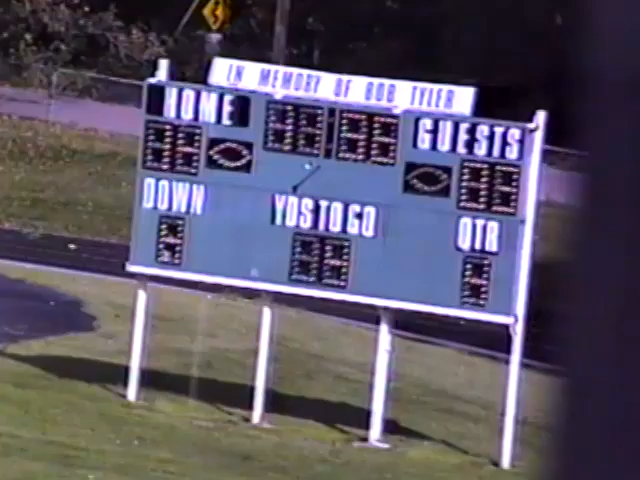 IN MEMORY OF BOB TYLER
HOME GUESTS
DOWN YDS TO GO QTR